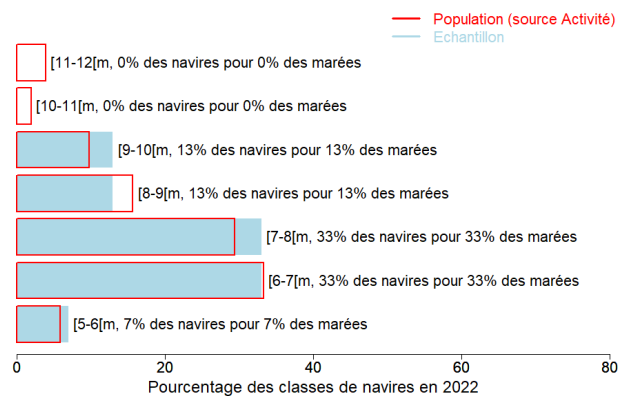 Population (source Activité)
Echantillon
[11-12[m, 0% des navires pour 0% des marées
[10-11[m, 0% des navires pour 0% des marées
[9-10[m, 13% des navires pour 13% des marées
[8-9[m, 13% des navires pour 13% des marées
[7-8[m, 33% des navires pour 33% des marées
[6-7[m, 33% des navires pour 33% des marées
[5-6[m, 7% des navires pour 7% des marées
0 20 40 60 80
Pourcentage des classes de navires en 2022